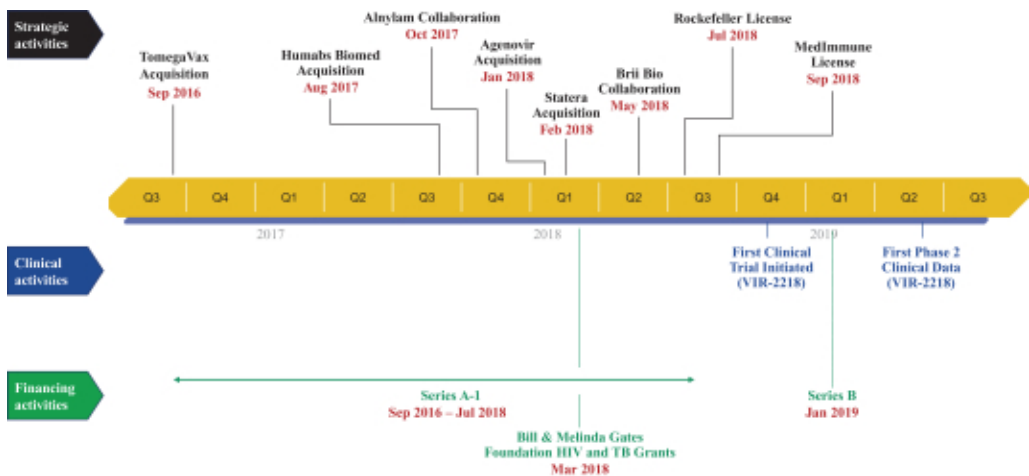 Strategic
activities
TomegaVax
Acquisition
Sep 2016
Humabs Biomed
Acquisition
Aug 2017
Alnylam Collaboration
Oct 2017
Agenovir
Acquisition
Jan 2018
Statera
Acquisition
Feb 2018
Brii Bio
Collaboration
May 2018
Rockefeller License
Jul 2018
MedImmune
License
Sep 2018
Q3 Q4 Q1 Q2 Q3 Q4 Q1 Q2 Q3 Q4 Q1 Q2 Q3
2017 2018 2019
Clinical
activities
First Clinical
Trial Initiated
(VIR-2218)
First Phase 2
Clinical Data
(VIR-2218)
Financing
activities
Series A-1
Sep 2016 – Jul 2018
Bill & Melinda Gates
Foundation HIV and TB Grants
Mar 2018
Series B
Jan 2019